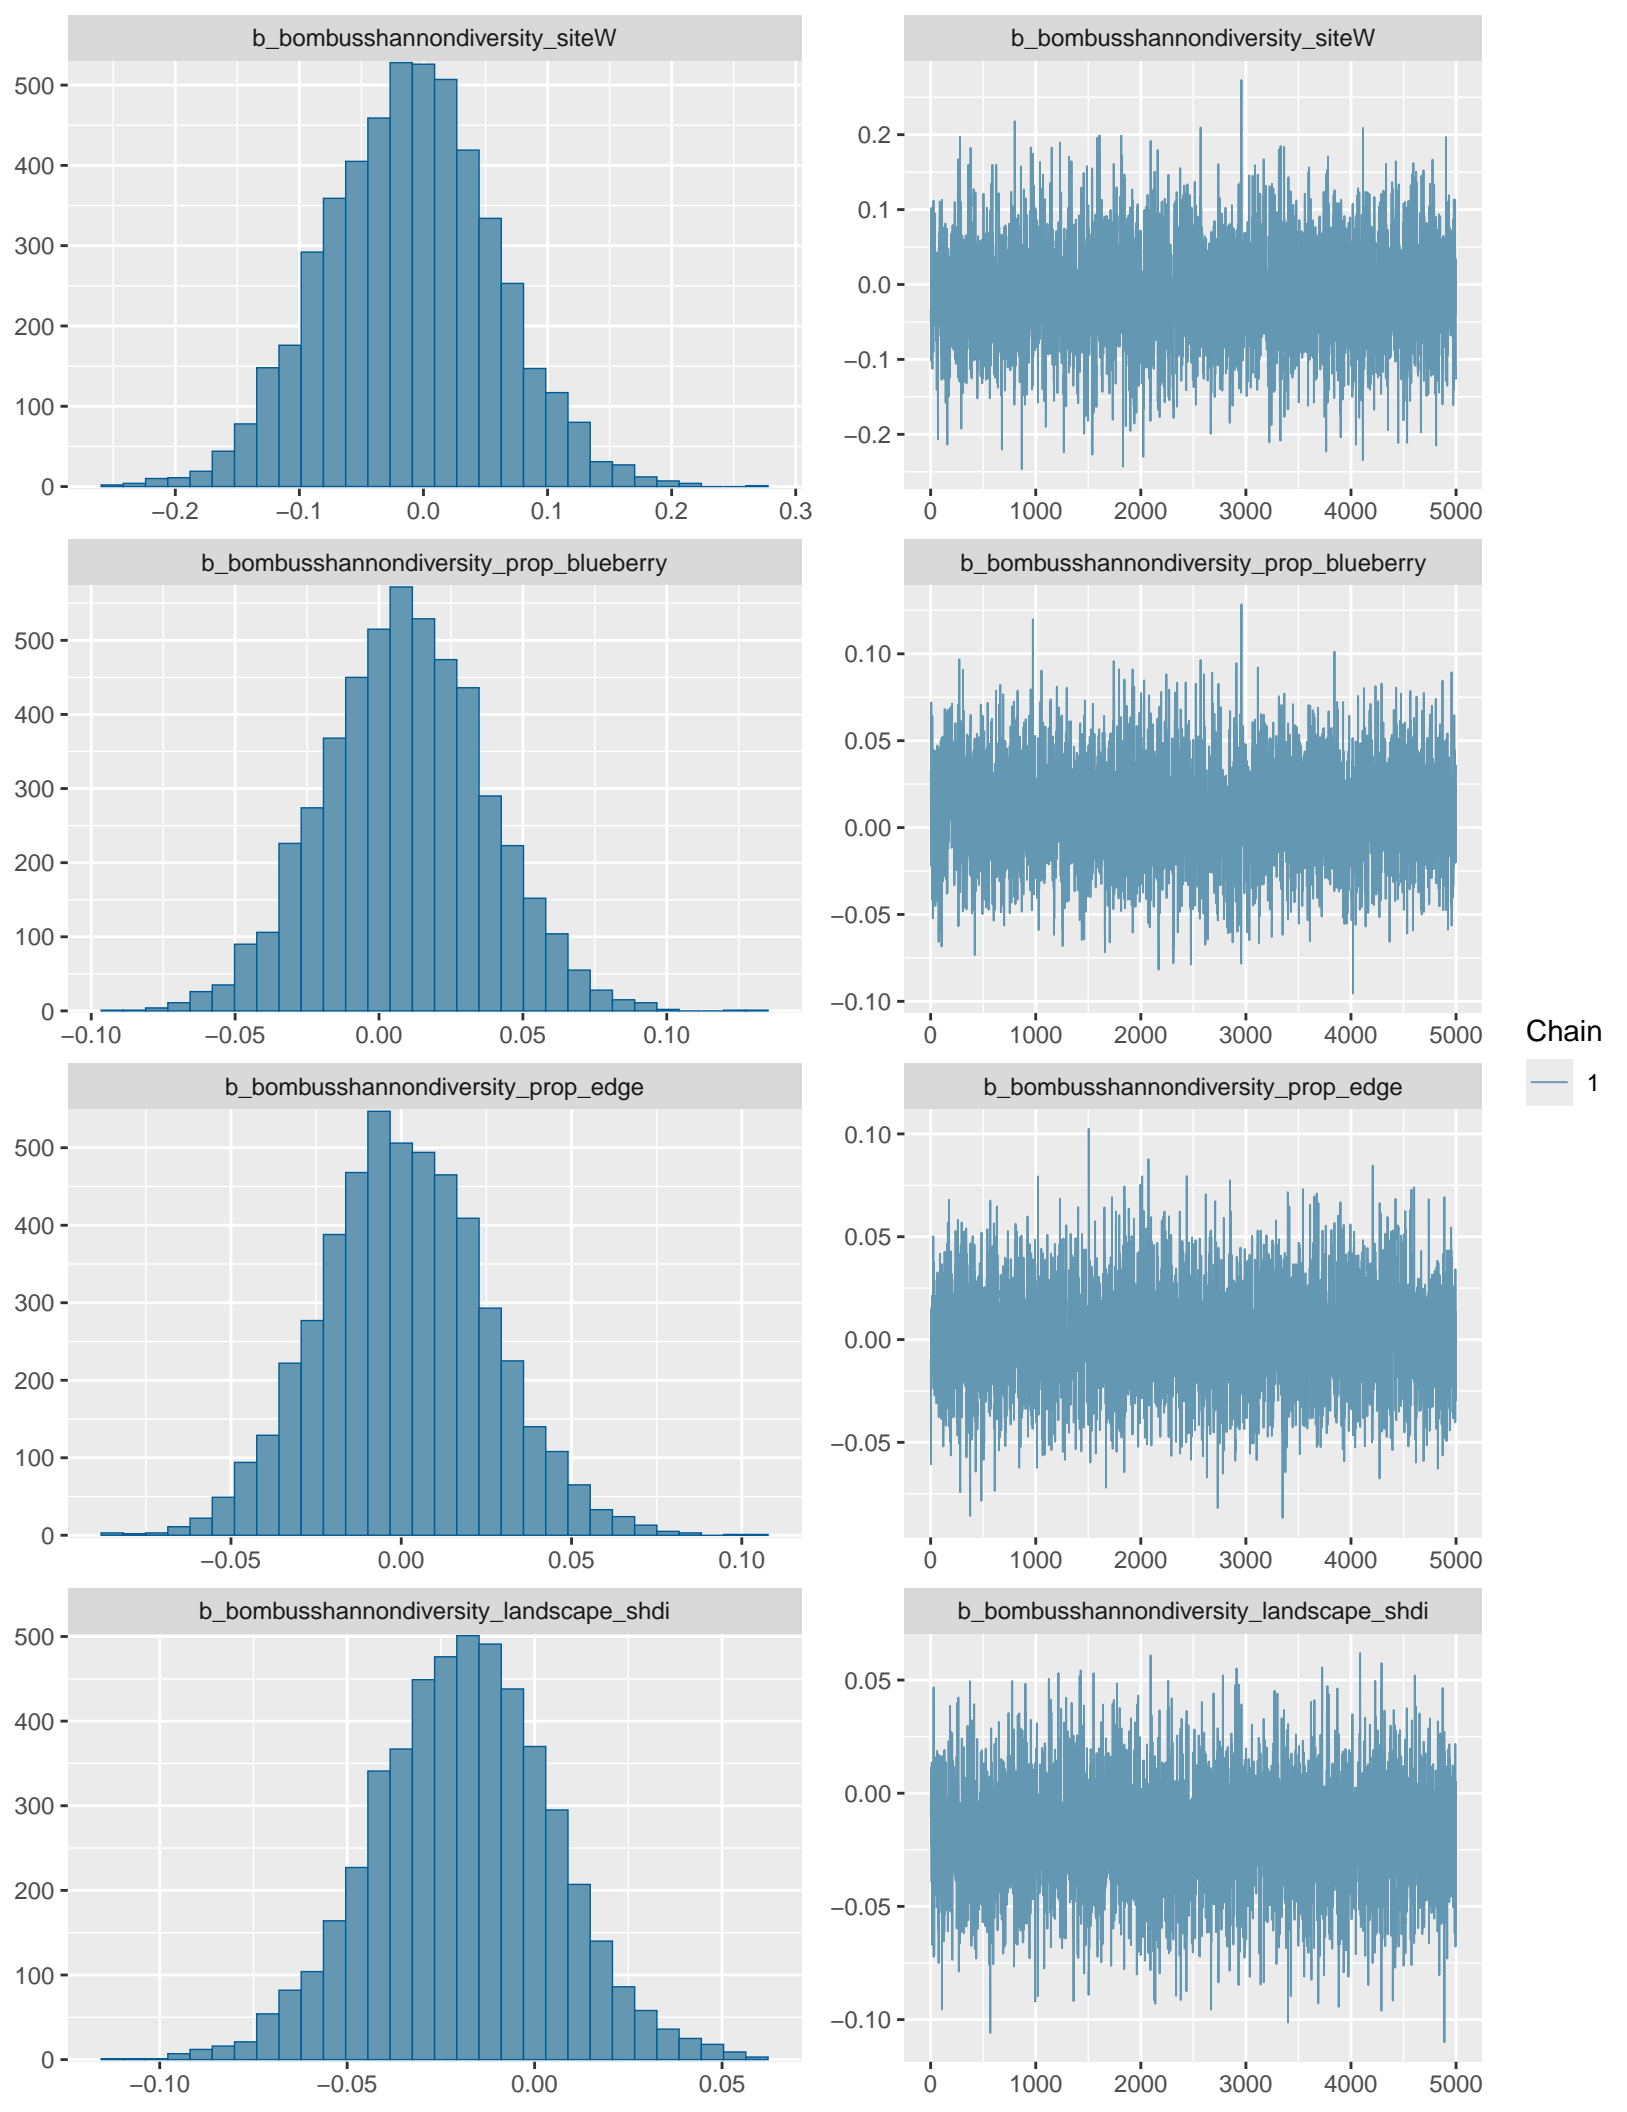 b_bombusshannondiversity_siteW
b_bombusshannondiversity_siteW
500
400
300
200
100
0
−0.2 −0.1 0.0 0.1 0.2 0.3
0.2
0.1
0.0
−0.1
−0.2
0 1000 2000 3000 4000 5000
b_bombusshannondiversity_prop_blueberry
b_bombusshannondiversity_prop_blueberry
500
400
300
200
100
0
−0.10 −0.05 0.00 0.05 0.10
0.10
0.05
0.00
−0.05
−0.10
0 1000 2000 3000 4000 5000
b_bombusshannondiversity_prop_edge
b_bombusshannondiversity_prop_edge
500
400
300
200
100
0
−0.05 0.00 0.05 0.10
0.10
0.05
0.00
−0.05
0 1000 2000 3000 4000 5000
b_bombusshannondiversity_landscape_shdi
b_bombusshannondiversity_landscape_shdi
500
400
300
200
100
0
−0.10 −0.05 0.00 0.05
0.05
0.00
−0.05
−0.10
0 1000 2000 3000 4000 5000
Chain
1